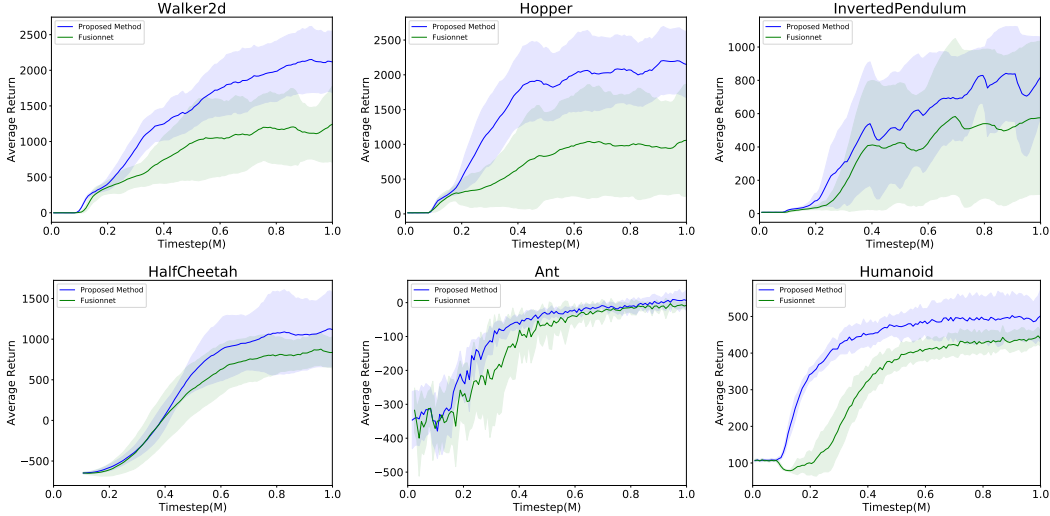 Walker2d
Proposed Method
Fusionnet
2500
2000
1500
1000
500
0
Average Return
0.0 0.2 0.4 0.6 0.8 1.0
Timestep(M)
Hopper
Proposed Method
Fusionnet
2500
2000
1500
1000
500
0
Average Return
0.0 0.2 0.4 0.6 0.8 1.0
Timestep(M)
InvertedPendulum
Proposed Method
Fusionnet
1000
800
600
400
200
0
Average Return
0.0 0.2 0.4 0.6 0.8 1.0
Timestep(M)
HalfCheetah
Proposed Method
Fusionnet
1500
1000
500
0
−500
Average Return
0.0 0.2 0.4 0.6 0.8 1.0
Timestep(M)
Ant
Proposed Method
Fusionnet
0
−100
−200
−300
−400
−500
Average Return
0.0 0.2 0.4 0.6 0.8 1.0
Timestep(M)
Humanoid
Proposed Method
Fusionnet
500
400
300
200
100
Average Return
0.0 0.2 0.4 0.6 0.8 1.0
Timestep(M)